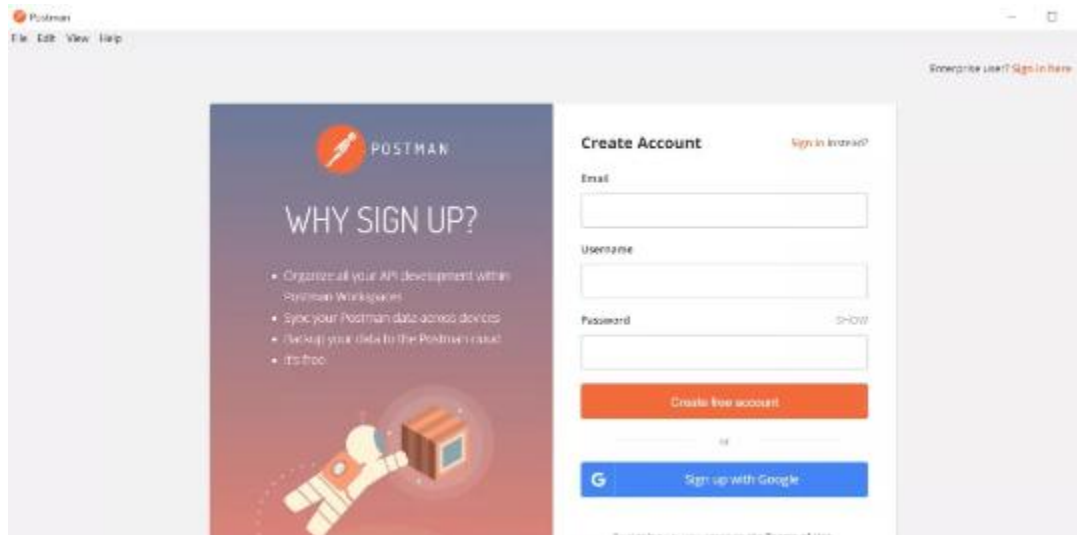 Postman
File Edit View Help
Enterprise user? Sign in here
POSTMAN
WHY SIGN UP?
Organize all your API development within
Postman Workspaces
Sync your Postman data across devices
Backup your data to the Postman cloud
It's free
Create Account
Sign in instead?
Email
Username
Password
SHOW
Create free account
or
G
Sign up with Google